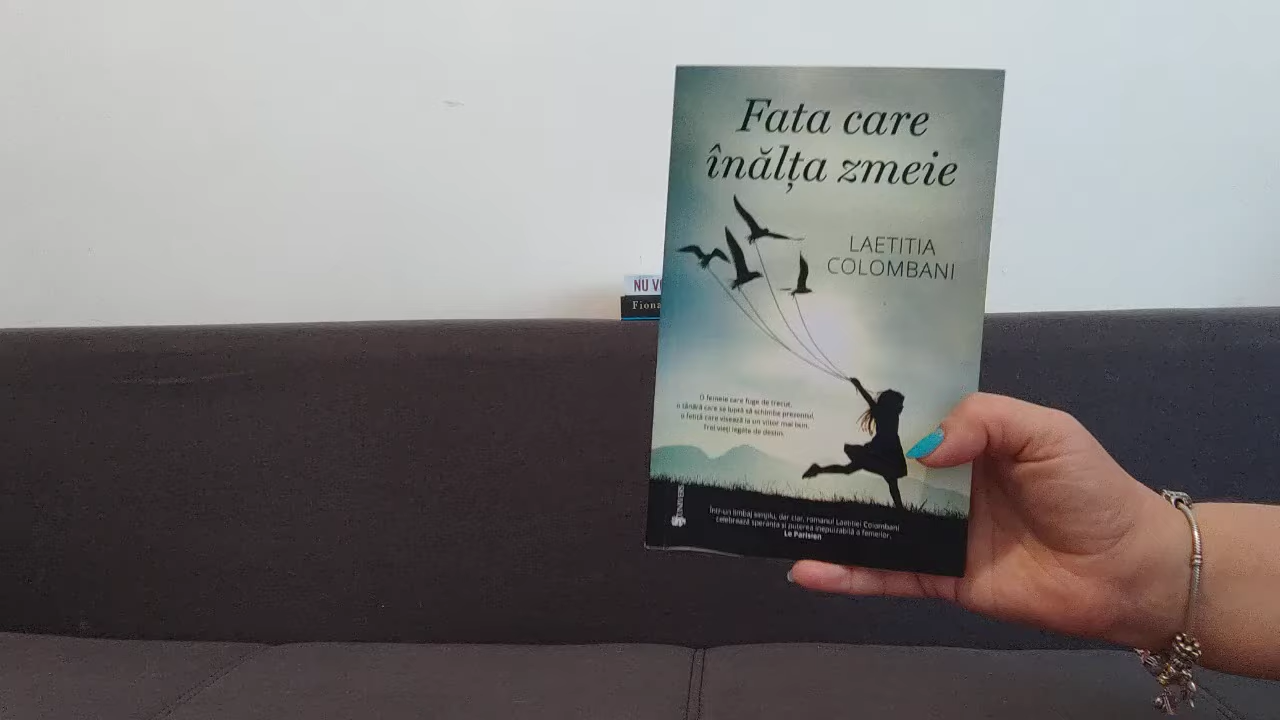 Fata care
înălța zmeie
LAETITIA
COLOMBANI
NU
Fiona
O femeie care fuge de trecut,
o tânără care se luptă să schimbe prezentul,
o fetiță care visează la un viitor mai bun.
Trei vieți legate de destin.
Într-un limbaj simplu, dar clar, romanul Laetitiei Colombani
celebrează speranța și puterea inepuizabilă a femeilor.
Le Parisien